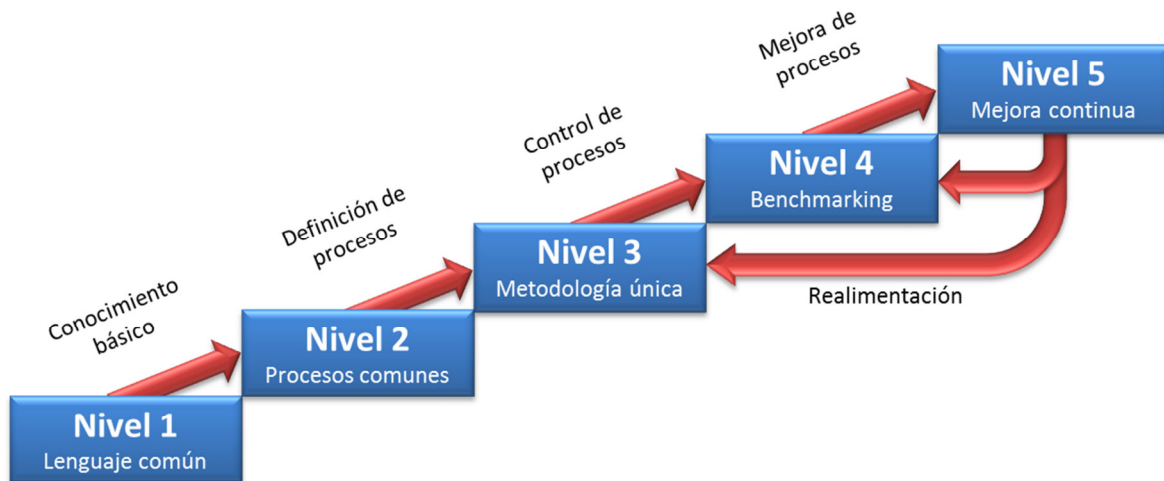 Nivel 1
Lenguaje común
Conocimiento
básico
Nivel 2
Procesos comunes
Definición de
procesos
Nivel 3
Metodología única
Control de
procesos
Nivel 4
Benchmarking
Mejora de
procesos
Nivel 5
Mejora continua
Realimentación